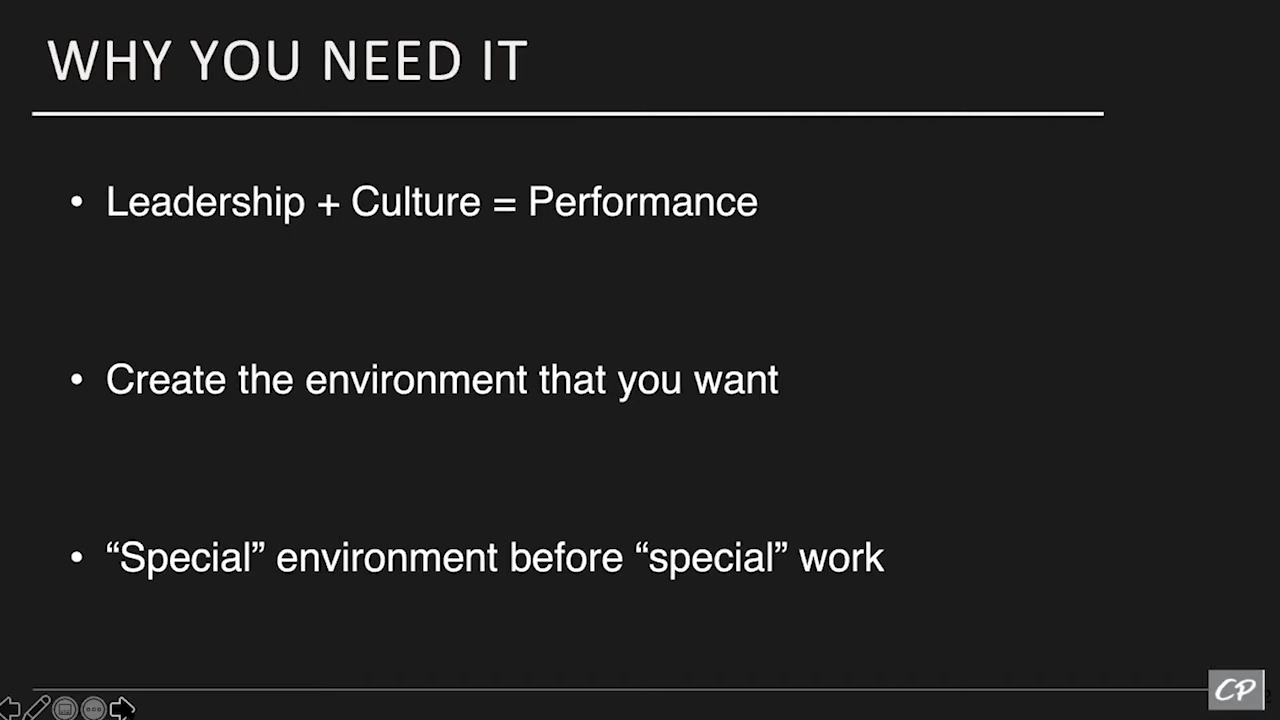 WHY YOU NEED IT
• Leadership + Culture = Performance
• Create the environment that you want
• “Special” environment before “special” work
CP